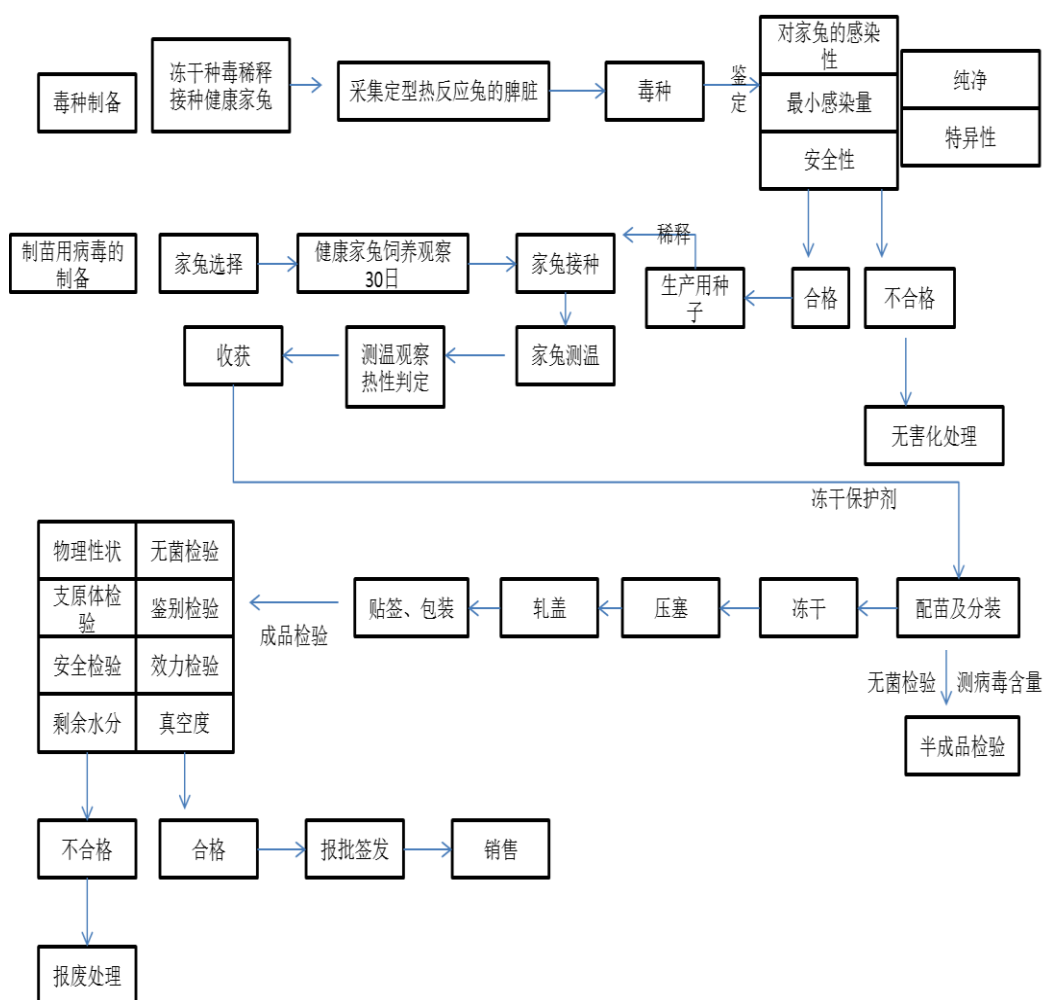 毒种制备
冻干种毒稀释
接种健康家兔
采集定型热反应兔的脾脏
毒种
鉴
定
对家兔的感染
性
最小感染量
安全性
纯净
特异性
制苗用病毒的
制备
家兔选择
健康家兔饲养观察
30日
家兔接种
稀释
生产用种
子
合格
不合格
收获
测温观察
热性判定
家兔测温
无害化处理
冻干保护剂
物理性状
无菌检验
支原体检
验
鉴别检验
安全检验
效力检验
剩余水分
真空度
成品检验
贴签、包装
轧盖
压塞
冻干
配苗及分装
无菌检验
测病毒含量
半成品检验
不合格
合格
报批签发
销售
报废处理